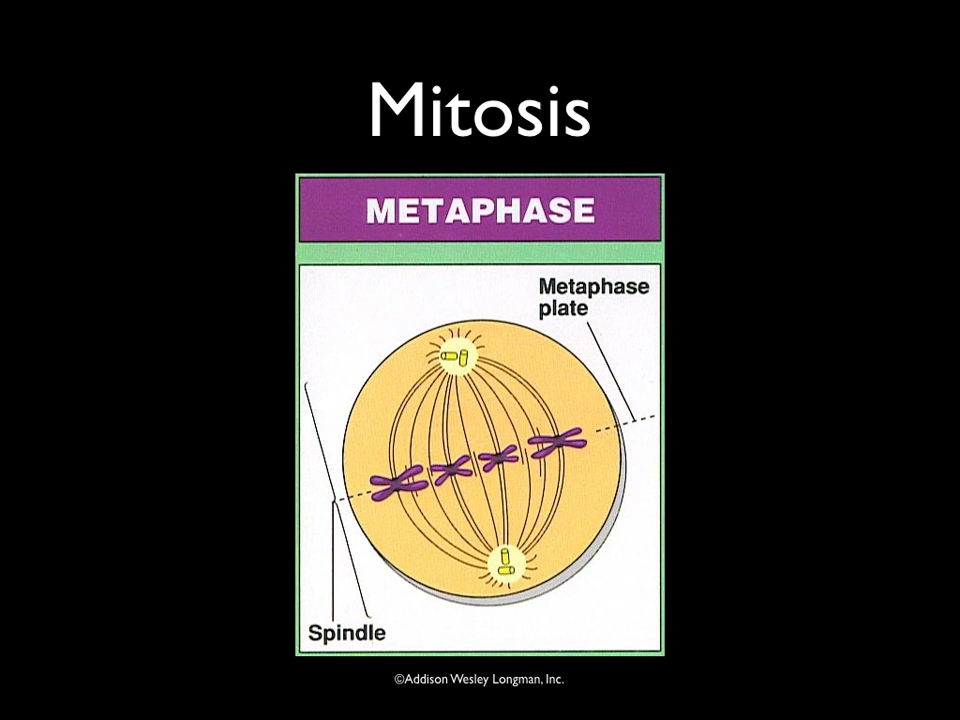 Mitosis
METAPHASE
Metaphase
plate
Spindle
©Addison Wesley Longman, Inc.